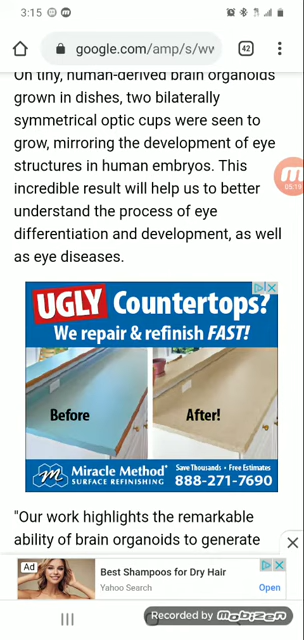 3:15
42
google.com/amp/s/wv
On tiny, human-derived brain organoids
grown in dishes, two bilaterally
symmetrical optic cups were seen to
grow, mirroring the development of eye
structures in human embryos. This
incredible result will help us to better
understand the process of eye
differentiation and development, as well
as eye diseases.
05:19
UGLY Countertops?
We repair & refinish FAST!
Before
After!
Miracle Method
SURFACE REFINISHING
Save Thousands • Free Estimates
888-271-7690
"Our work highlights the remarkable
ability of brain organoids to generate
Ad
Best Shampoos for Dry Hair
Yahoo Search
Open
Recorded by Mobizen